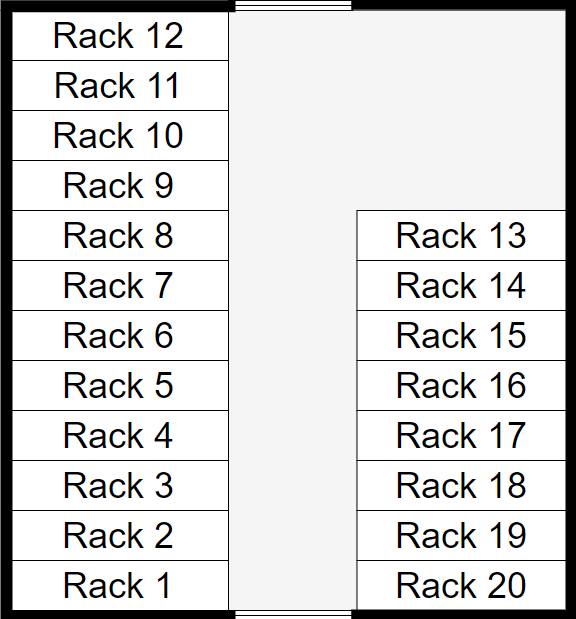 Rack 12
Rack 11
Rack 10
Rack 9
Rack 8
Rack 7
Rack 6
Rack 5
Rack 4
Rack 3
Rack 2
Rack 1
Rack 13
Rack 14
Rack 15
Rack 16
Rack 17
Rack 18
Rack 19
Rack 20